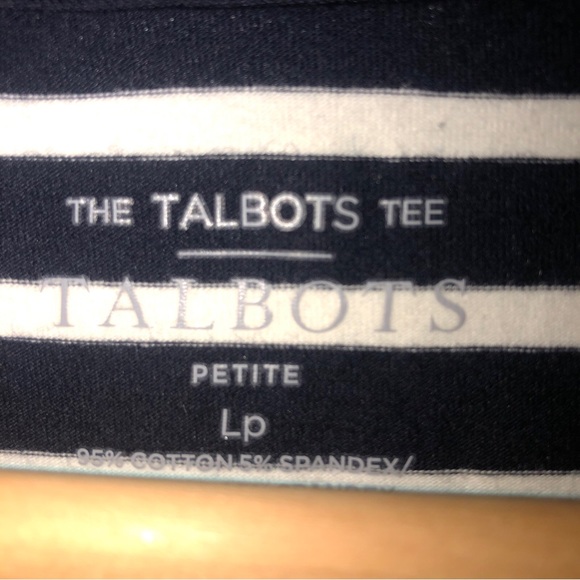 THE TALBOTS TEE
TALBOTS
PETITE
Lp
95% COTTON 5% SPANDEX/